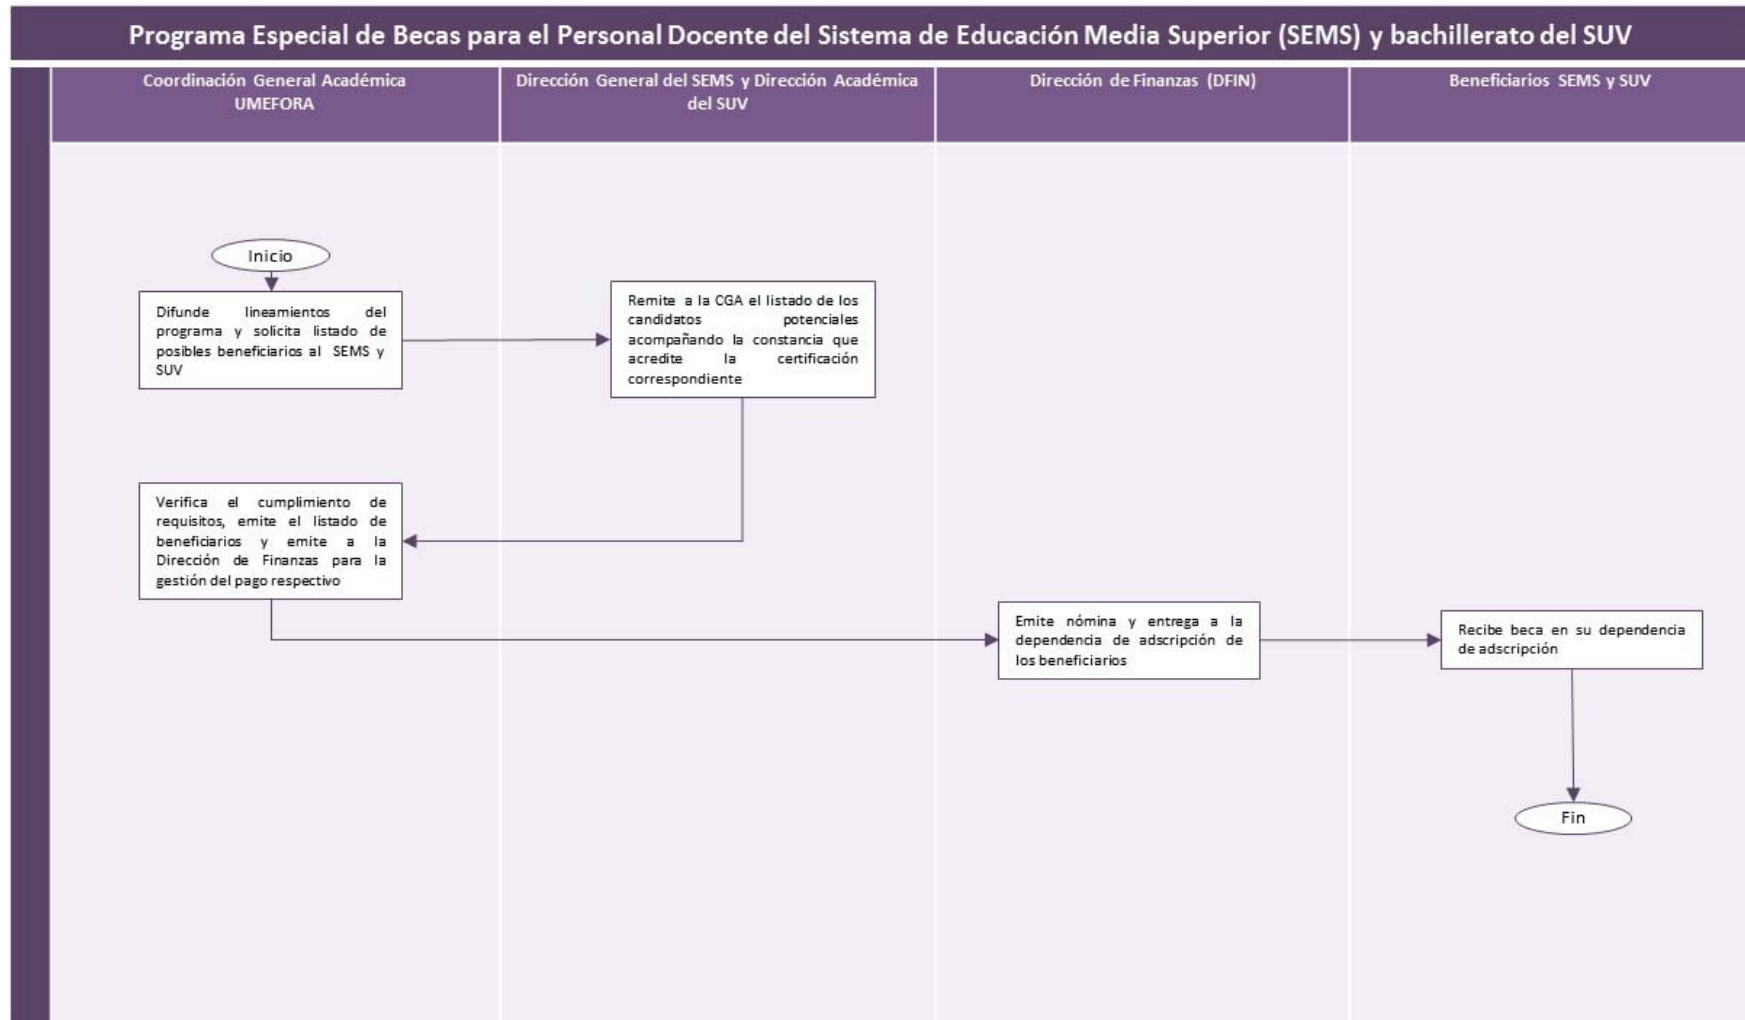 Programa Especial de Becas para el Personal Docente del Sistema de Educación Media Superior (SEMS) y bachillerato del SUV
Coordinación General Académica
UMEFORA
Dirección General del SEMS y Dirección Académica
del SUV
Dirección de Finanzas (DFIN)
Beneficiarios SEMS y SUV
Inicio
Difunde lineamientos del
programa y solicita listado de
posibles beneficiarios al SEMS y
SUV
Remite a la CGA el listado de los
candidatos potenciales
acompañando la constancia que
acredite la certificación
correspondiente
Verifica el cumplimiento de
requisitos, emite el listado de
beneficiarios y emite a la
Dirección de Finanzas para la
gestión del pago respectivo
Emite nómina y entrega a la
dependencia de adscripción de
los beneficiarios
Recibe beca en su dependencia
de adscripción
Fin